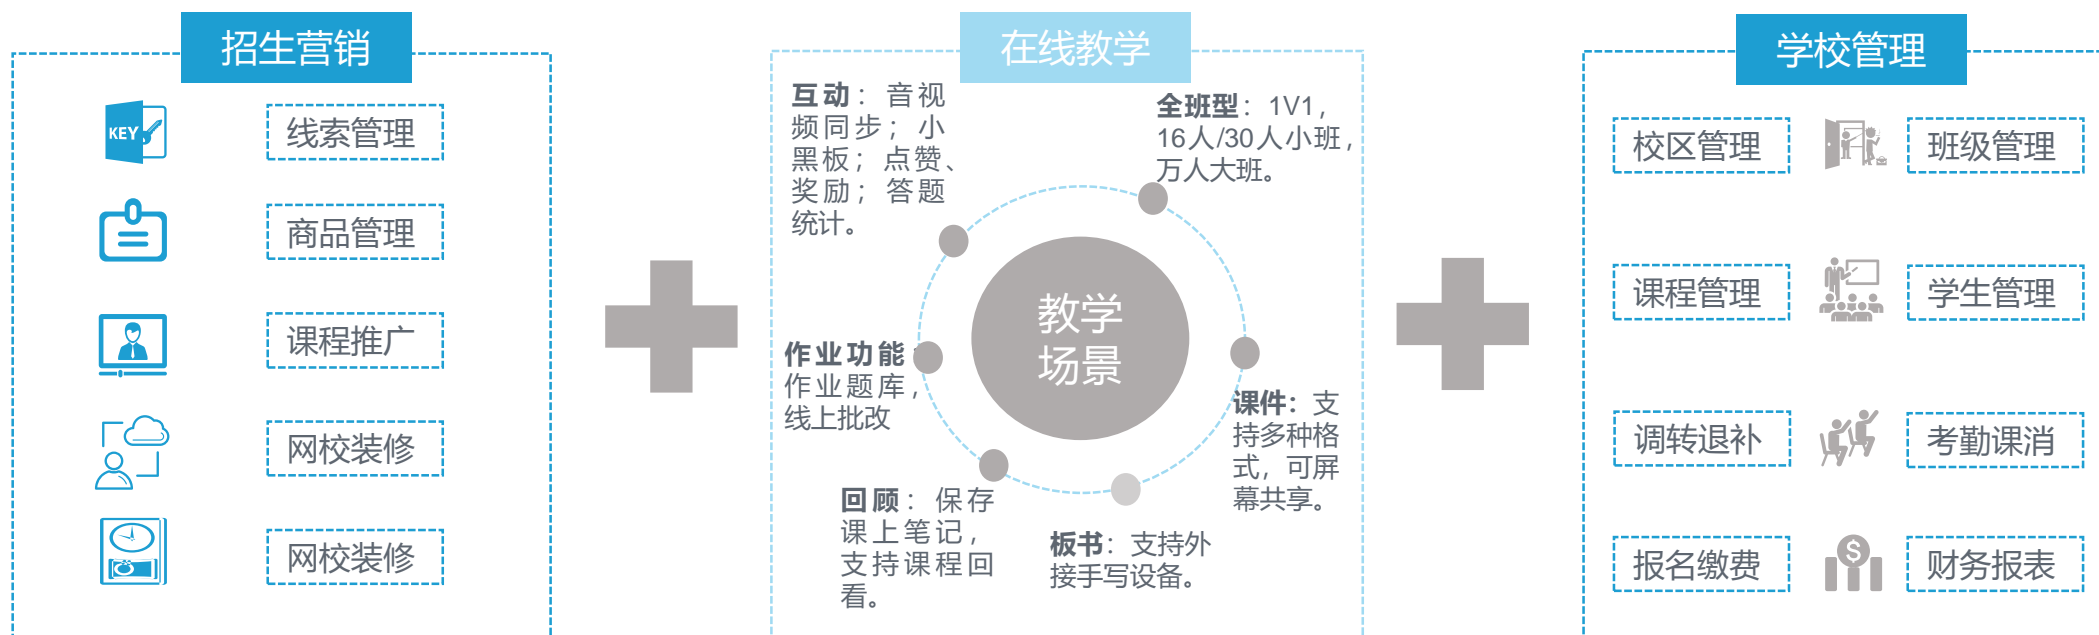 招生营销
KEY
线索管理
商品管理
课程推广
网校装修
网校装修
在线教学
互动：音视
频同步；小
黑板；点赞、
奖励；答题
统计。
全班型：1V1，
16人/30人小班，
万人大班。
教学
场景
作业功能
作业题库，
线上批改
课件：支
持多种格
式，可屏
幕共享。
回顾：保存
课上笔记，
支持课程回
看。
板书：支持外
接手写设备。
学校管理
校区管理
班级管理
课程管理
学生管理
调转退补
考勤课消
报名缴费
$
财务报表